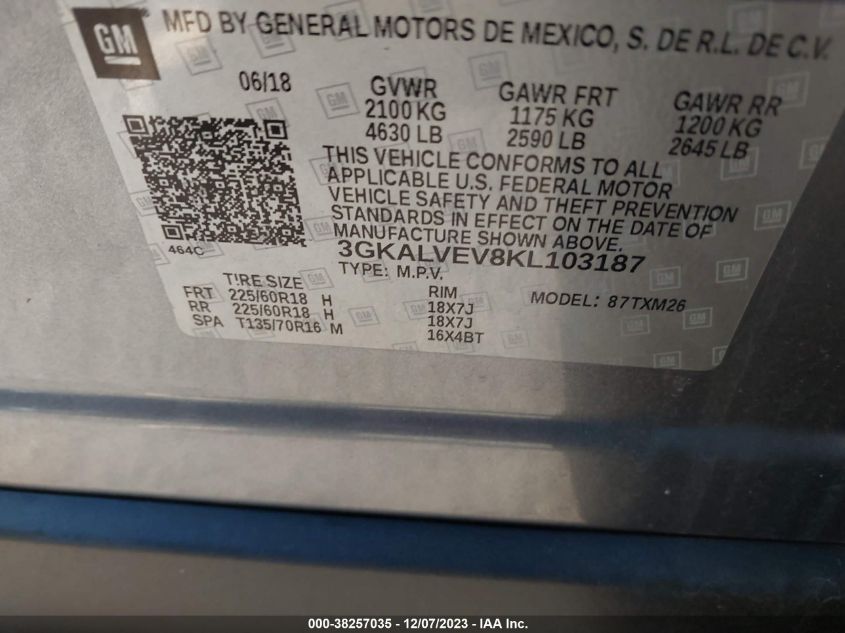 GM
MFD BY GENERAL MOTORS DE MEXICO, S. DE R.L. DE C.V.
06/18 GVWR GAWR FRT GAWR RR
2100 KG 1175 KG 1200 KG
4630 LB 2590 LB 2645 LB
THIS VEHICLE CONFORMS TO ALL
APPLICABLE U.S. FEDERAL MOTOR
VEHICLE SAFETY AND THEFT PREVENTION
STANDARDS IN EFFECT ON THE DATE OF
MANUFACTURE SHOWN ABOVE.
464C
3GKALVEV8KL103187
TYPE: M.P.V.
MODEL: 87TXM26
TIRE SIZE RIM
FRT 225/60R18 H 18X7J
RR 225/60R18 H 18X7J
SPA T135/70R16 M 16X4BT
000-38257035 - 12/07/2023 - IAA Inc.